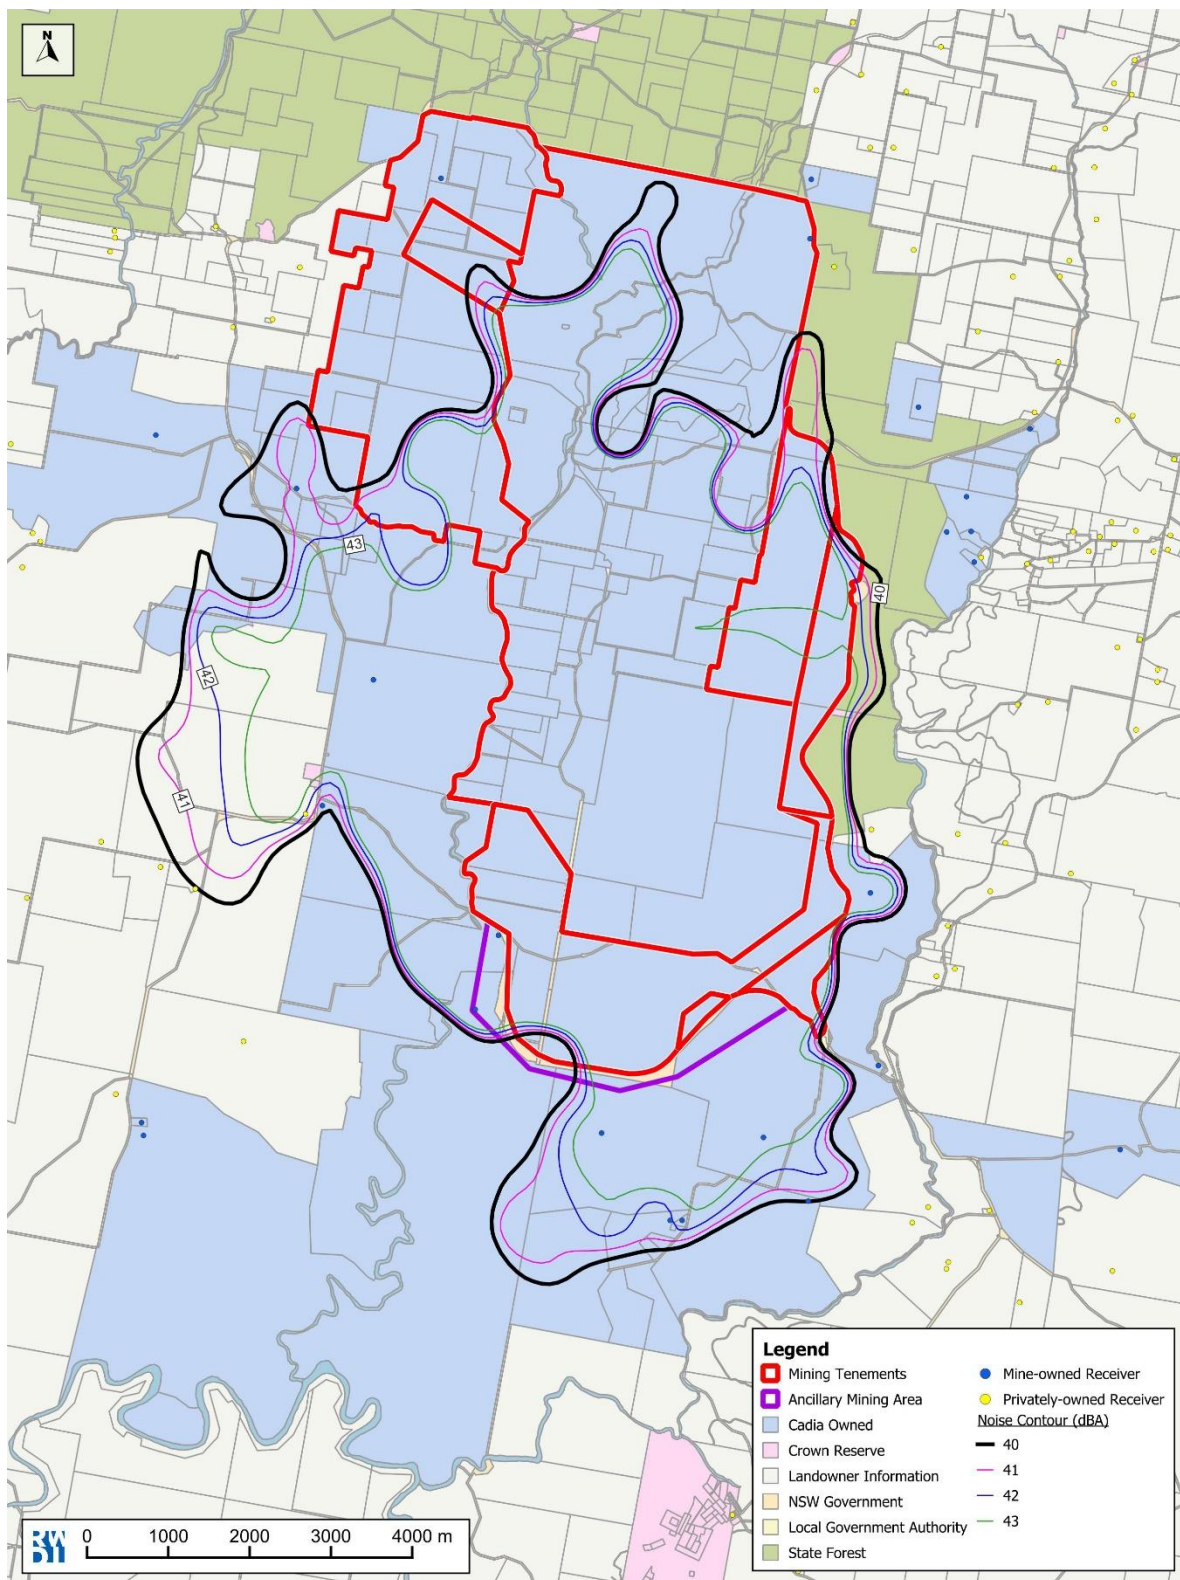 N
43
40
42
41
Legend
Mining Tenements
Ancillary Mining Area
Cadia Owned
Crown Reserve
Landowner Information
NSW Government
Local Government Authority
State Forest
Mine-owned Receiver
Privately-owned Receiver
Noise Contour (dBA)
40
41
42
43
RWDI
0 1000 2000 3000 4000 m